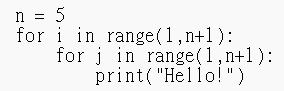 n = 5
for i in range(1,n+1):
    for j in range(1,n+1):
        print("Hello!")